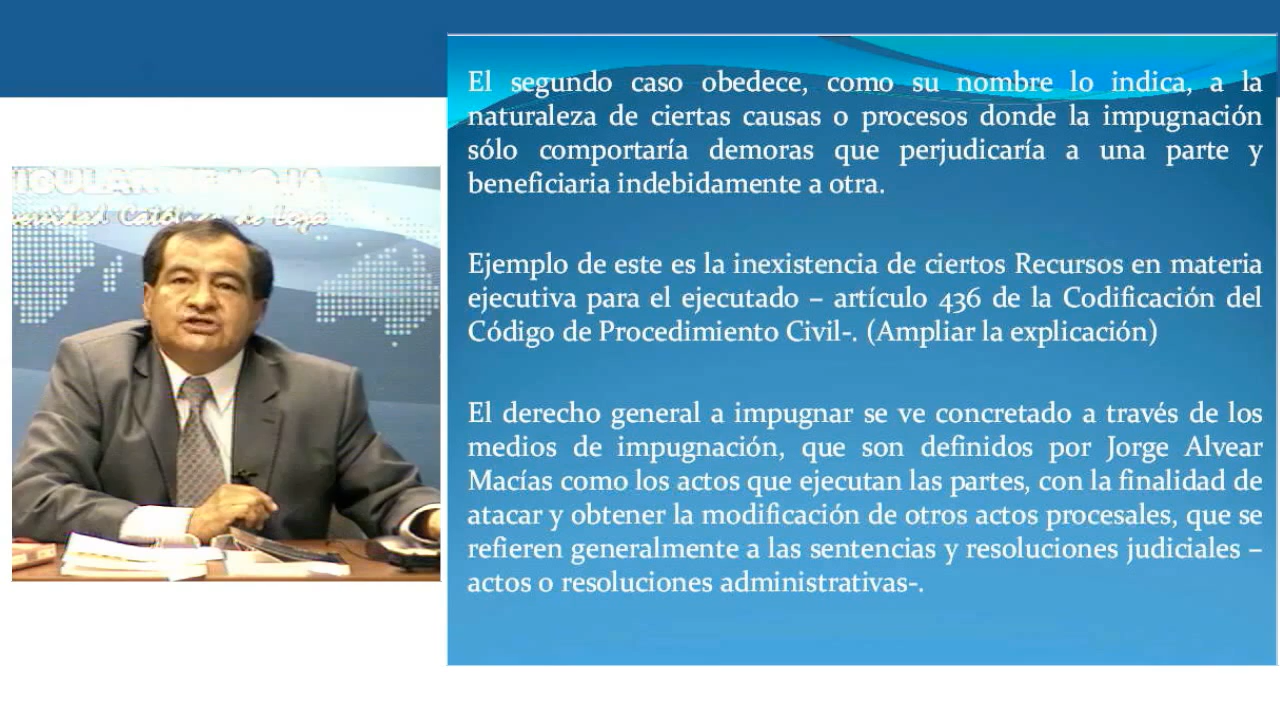 DE LOJA
Católica de Loja
El segundo caso obedece, como su nombre lo indica, a la
naturaleza de ciertas causas o procesos donde la impugnación
sólo comportaría demoras que perjudicaría a una parte y
beneficiaria indebidamente a otra.
Ejemplo de este es la inexistencia de ciertos Recursos en materia
ejecutiva para el ejecutado – artículo 436 de la Codificación del
Código de Procedimiento Civil-. (Ampliar la explicación)
El derecho general a impugnar se ve concretado a través de los
medios de impugnación, que son definidos por Jorge Alvear
Macías como los actos que ejecutan las partes, con la finalidad de
atacar y obtener la modificación de otros actos procesales, que se
refieren generalmente a las sentencias y resoluciones judiciales –
actos o resoluciones administrativas-.